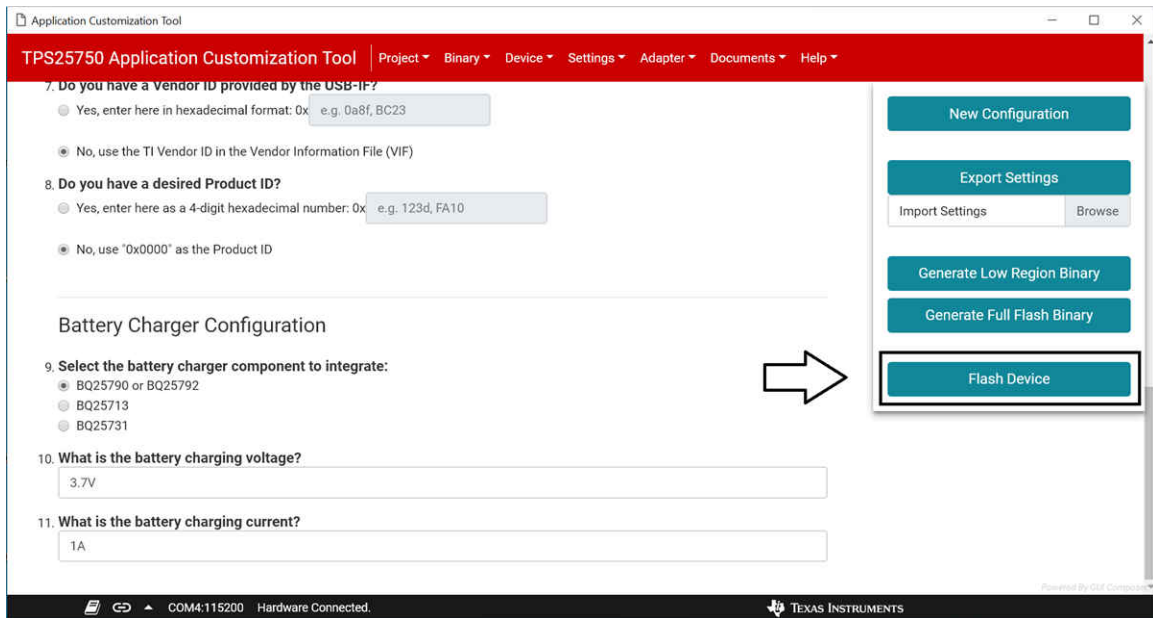 Application Customization Tool
TPS25750 Application Customization Tool
Project Binary Device Settings Adapter Documents Help
7. Do you have a Vendor ID provided by the USB-IF?
Yes, enter here in hexadecimal format: 0x e.g. 0a8f, BC23
No, use the TI Vendor ID in the Vendor Information File (VIF)
8. Do you have a desired Product ID?
Yes, enter here as a 4-digit hexadecimal number: 0x e.g. 123d, FA10
No, use "0x0000" as the Product ID
Battery Charger Configuration
9. Select the battery charger component to integrate:
BQ25790 or BQ25792
BQ25713
BQ25731
10. What is the battery charging voltage?
3.7V
11. What is the battery charging current?
1A
New Configuration
Export Settings
Import Settings Browse
Generate Low Region Binary
Generate Full Flash Binary
Flash Device
Powered By GUI Composer
COM4:115200 Hardware Connected.
TEXAS INSTRUMENTS